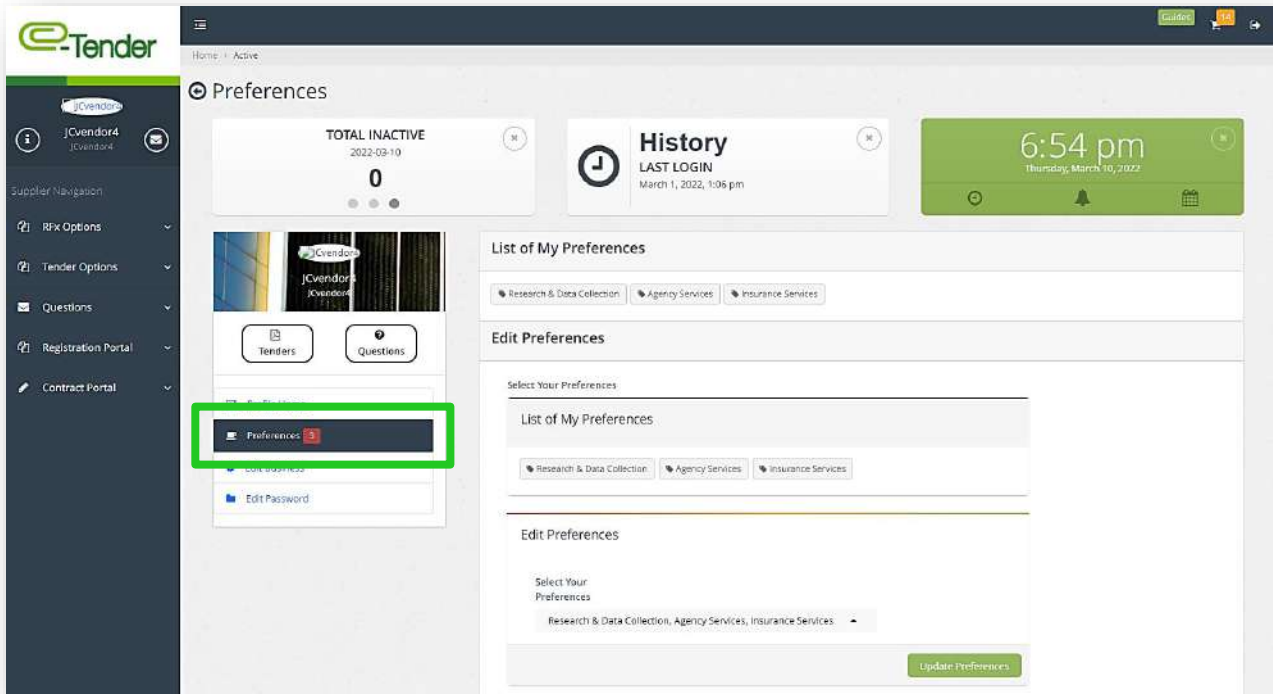 e-Tender
Guides
14
Home
Active
Preferences
JCvendor4
JCvendor4
JCvendor4
Supplier Navigation
RFx Options
Tender Options
Questions
Registration Portal
Contract Portal
TOTAL INACTIVE
2022-03-10
0
History
LAST LOGIN
March 1, 2022, 1:06 pm
6:54 pm
Thursday, March 10, 2022
JCvendor4
JCvendor4
JCvendor4
Tenders
Questions
Preferences 3
Edit Business
Edit Password
List of My Preferences
Research & Data Collection Agency Services Insurance Services
Edit Preferences
Select Your Preferences
List of My Preferences
Research & Data Collection Agency Services Insurance Services
Edit Preferences
Select Your
Preferences
Research & Data Collection, Agency Services, Insurance Services
Update Preferences